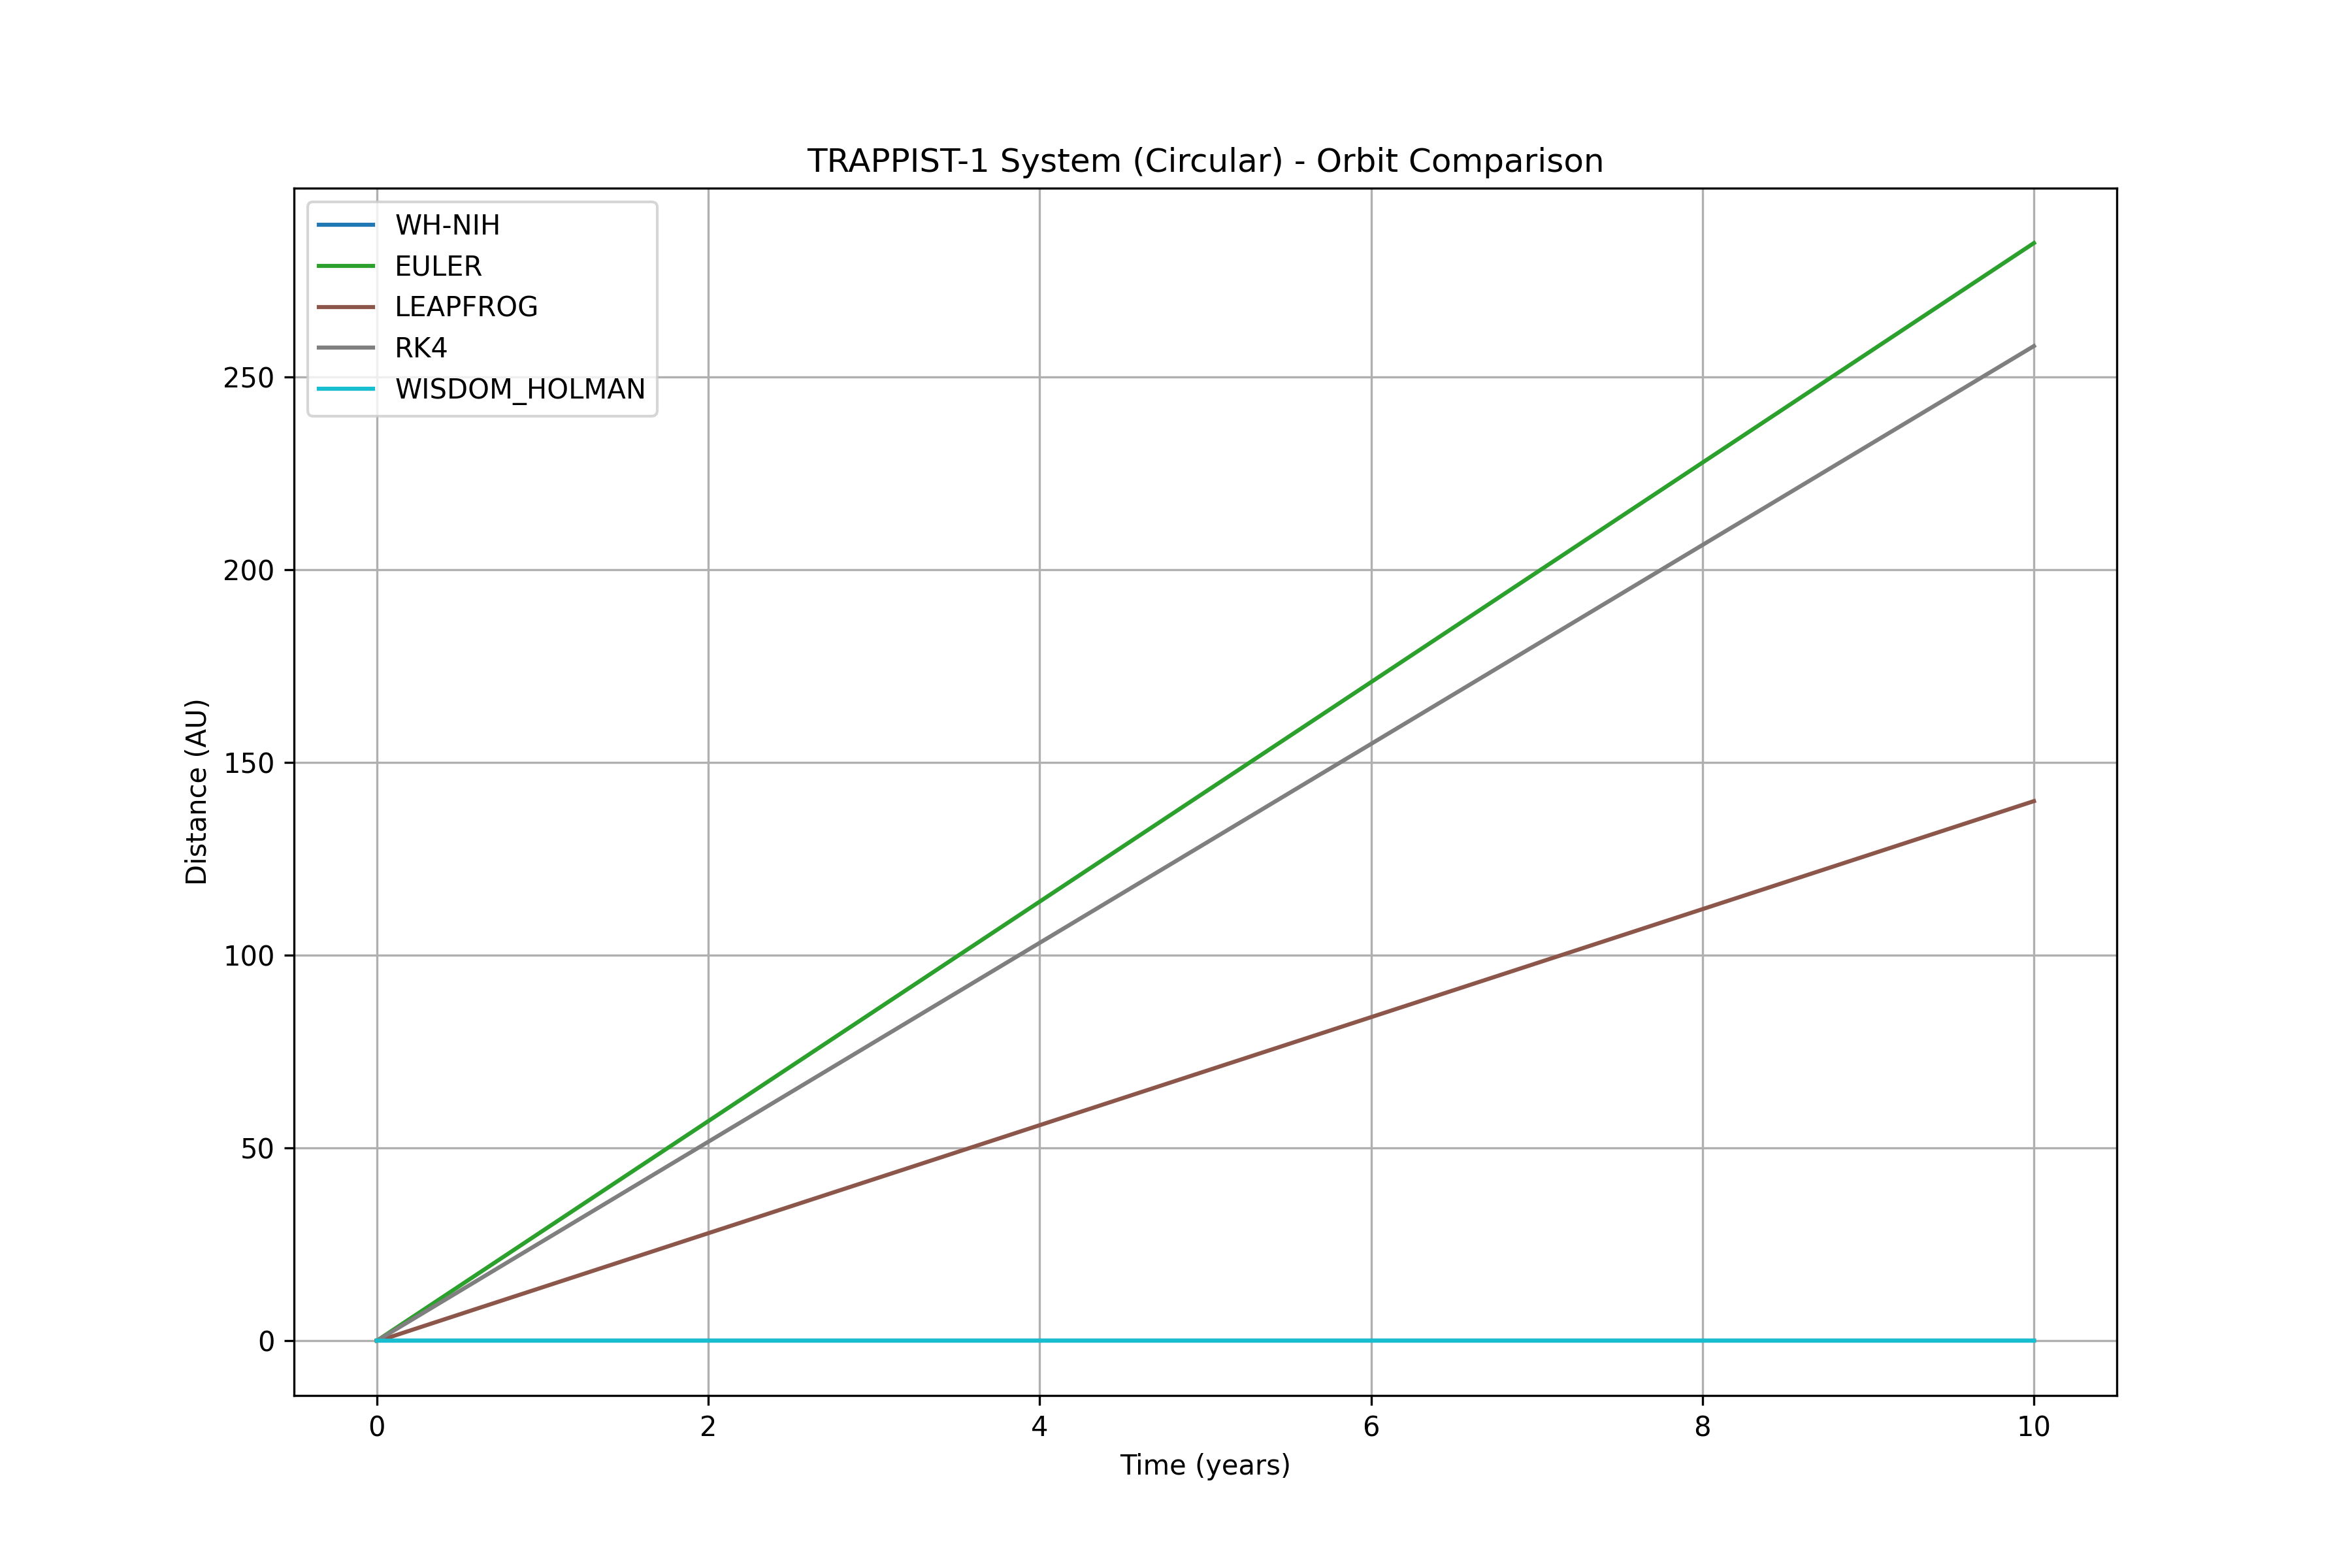 TRAPPIST-1 System (Circular) - Orbit Comparison
WH-NIH
EULER
LEAPFROG
RK4
WISDOM_HOLMAN
250
200
150
100
50
0
Distance (AU)
0 2 4 6 8 10
Time (years)